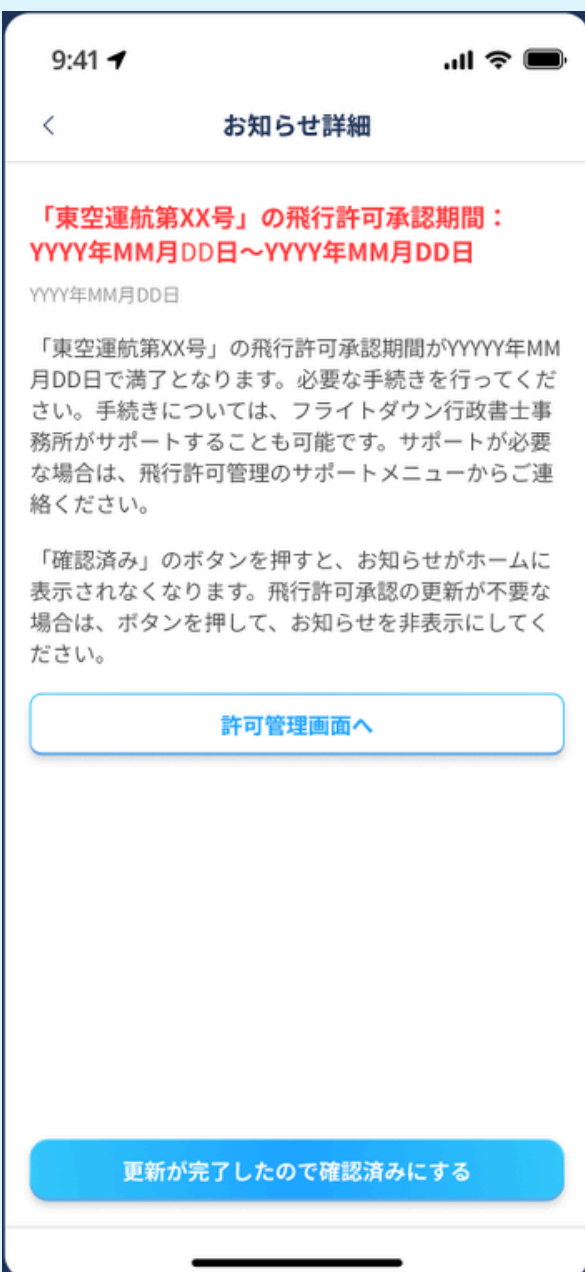 9:41
お知らせ詳細
「東空運航第XX号」の飛行許可承認期間：
YYYY年MM月DD日〜YYYY年MM月DD日
YYYY年MM月DD日
「東空運航第XX号」の飛行許可承認期間がYYYYY年MM
月DD日で満了となります。必要な手続きを行ってくだ
さい。手続きについては、フライトダウン行政書士事
務所がサポートすることも可能です。サポートが必要
な場合は、飛行許可管理のサポートメニューからご連
絡ください。
「確認済み」のボタンを押すと、お知らせがホームに
表示されなくなります。飛行許可承認の更新が不要な
場合は、ボタンを押して、お知らせを非表示にしてく
ださい。
許可管理画面へ
更新が完了したので確認済みにする